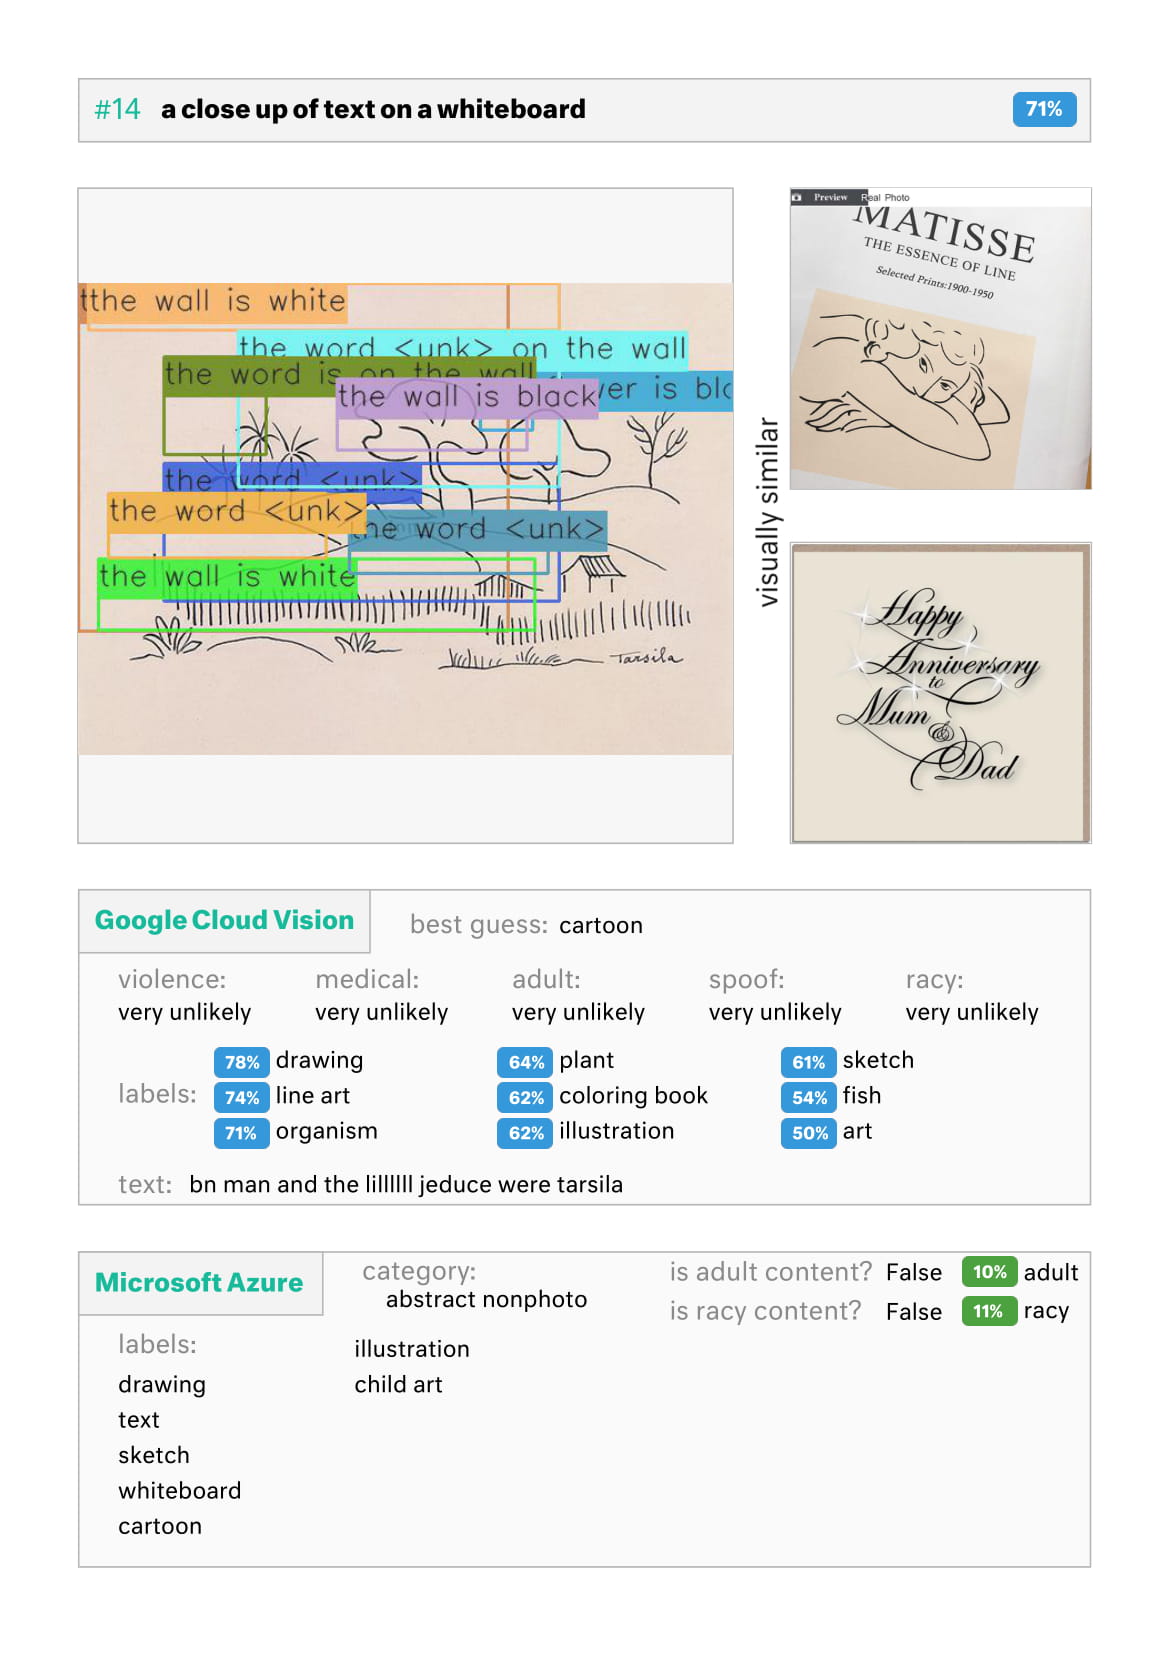 #14 a close up of text on a whiteboard 71%
tthe wall is white
the word <unk> on the wall
the word is on the wall
ver is blo
the wall is black
the word <unk>
the word <unk>
the word <unk>
the wall is white
Tarsila
visually similar
Preview Real Photo
MATISSE
THE ESSENCE OF LINE
Selected Prints:1900-1950
Happy
Anniversary
to
Mum
&
Dad
Google Cloud Vision
best guess: cartoon
violence: medical: adult: spoof: racy:
very unlikely very unlikely very unlikely very unlikely very unlikely
labels:
78% drawing 64% plant 61% sketch
74% line art 62% coloring book 54% fish
71% organism 62% illustration 50% art
text: bn man and the lilllllll jeduce were tarsila
Microsoft Azure
category:
abstract nonphoto
is adult content? False 10% adult
is racy content? False 11% racy
labels:
drawing
text
sketch
whiteboard
cartoon
illustration
child art